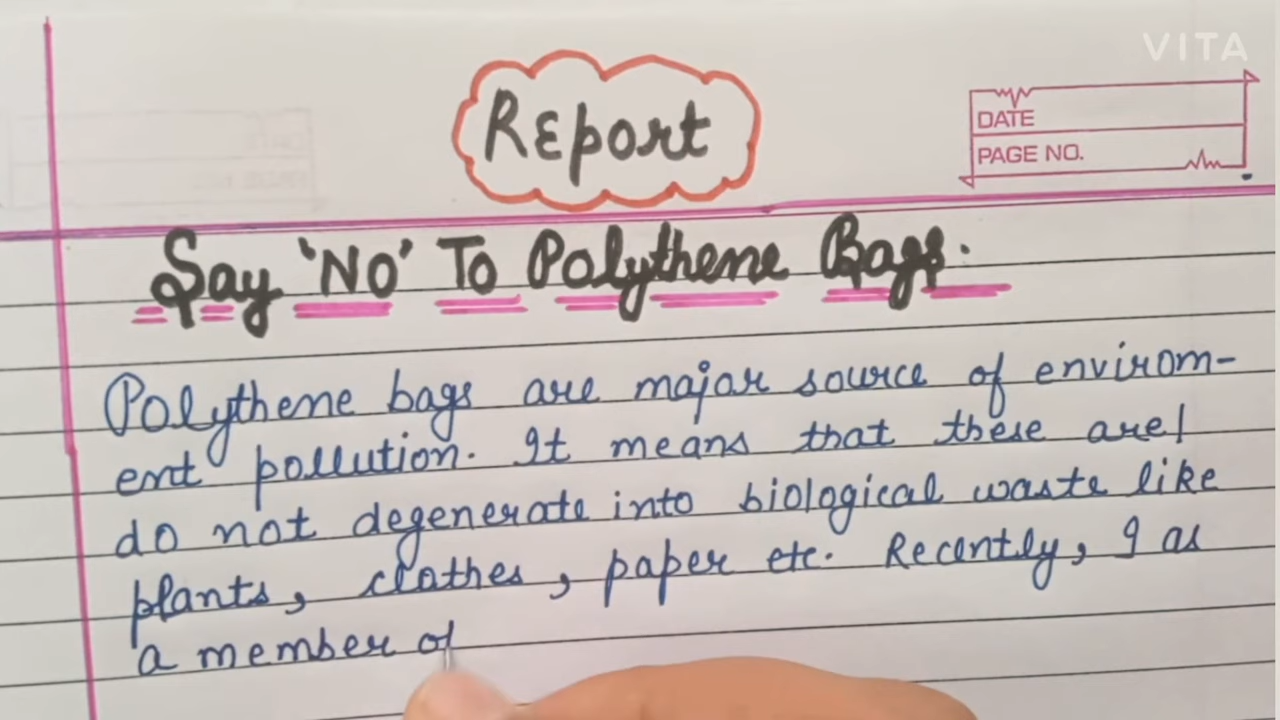 VITA
Report
DATE
PAGE NO.
Say 'NO' To Polythene Bags.
Polythene bags are major source of environm-
ent pollution. It means that these are/
do not degenerate into biological waste like
plants, clothes, paper etc. Recently, I as
a member of